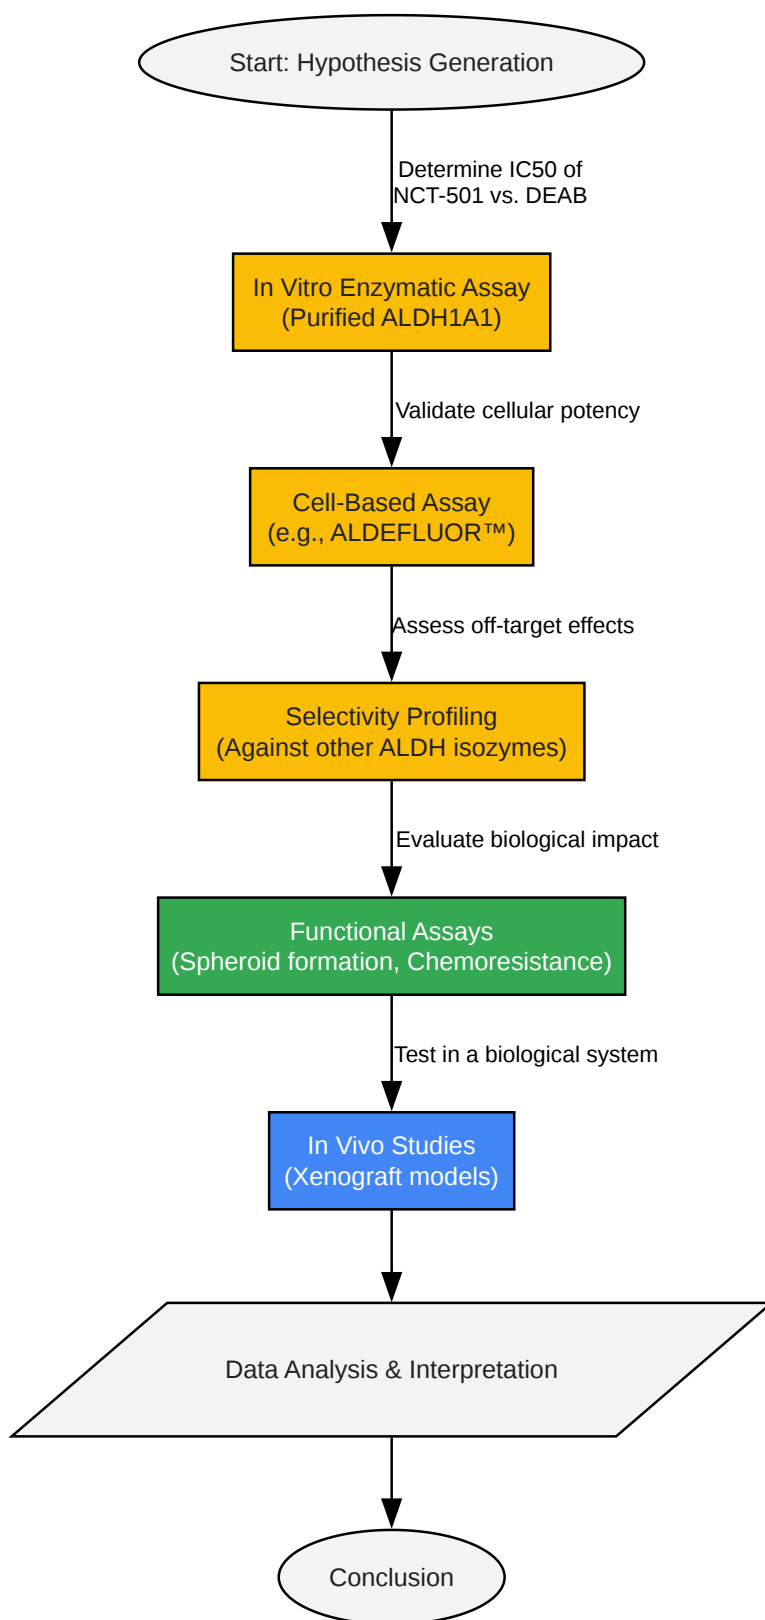 Start: Hypothesis Generation
Determine IC50 of
NCT-501 vs. DEAB
In Vitro Enzymatic Assay
(Purified ALDH1A1)
Validate cellular potency
Cell-Based Assay
(e.g., ALDEFLUOR™)
Assess off-target effects
Selectivity Profiling
(Against other ALDH isozymes)
Evaluate biological impact
Functional Assays
(Spheroid formation, Chemoresistance)
Test in a biological system
In Vivo Studies
(Xenograft models)
Data Analysis & Interpretation
Conclusion